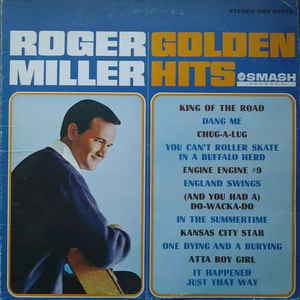 STEREO
ROGER MILLER
GOLDEN HITS
SMASH
KING OF THE ROAD
DANG ME
CHUG-A-LUG
YOU CAN'T ROLLER SKATE
IN A BUFFALO HERD
ENGINE ENGINE #9
ENGLAND SWINGS
(AND YOU HAD A)
DO-WACKA-DO
IN THE SUMMERTIME
KANSAS CITY STAR
ONE DYING AND A BURYING
ATTA BOY GIRL
IT HAPPENED
JUST THAT WAY